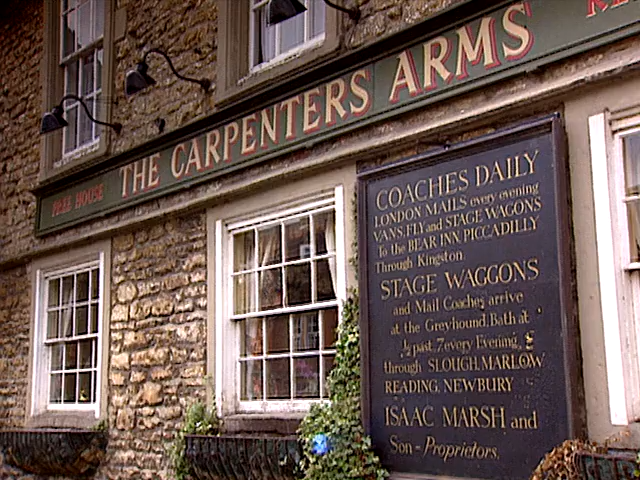 FREE HOUSE THE CARPENTERS ARMS
COACHES DAILY
LONDON MAILS every evening
VANS, FLY and STAGE WAGONS
To the BEAR INN, PICCADILLY
Through Kingston.
STAGE WAGGONS
and Mail Coaches arrive
at the Greyhound, Bath at
½ past 7 every Evening
through SLOUGH, MARLOW
READING, NEWBURY
ISAAC MARSH and
Son - Proprietors.